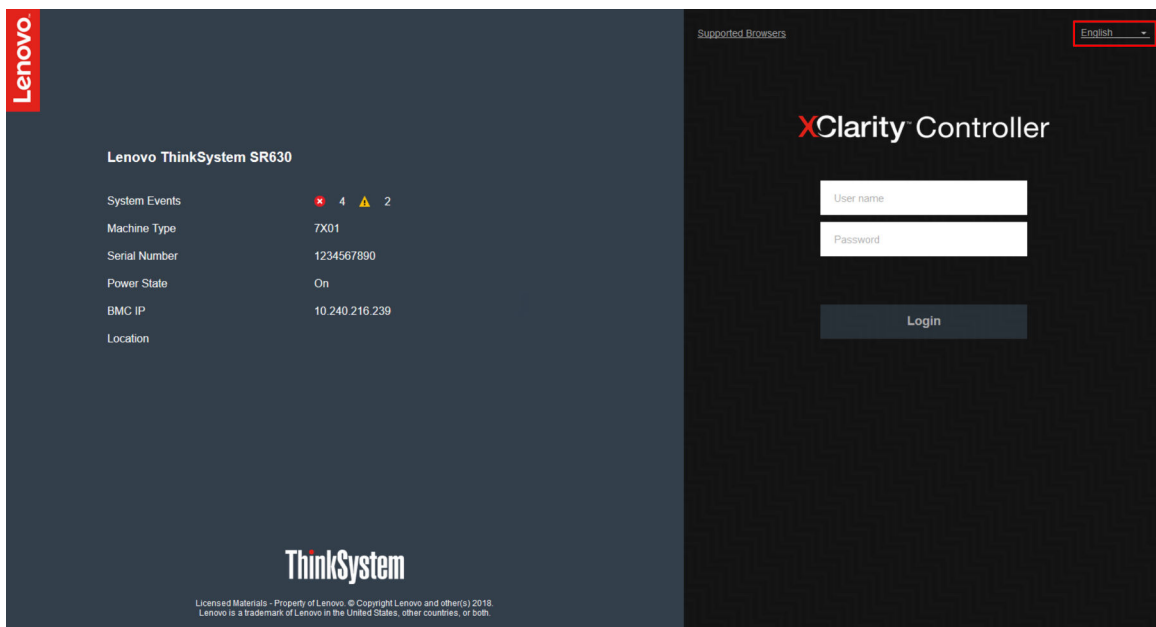 Lenovo.
Supported Browsers
English
XClarity™ Controller
Lenovo ThinkSystem SR630
System Events 4 2
Machine Type 7X01
Serial Number 1234567890
Power State On
BMC IP 10.240.216.239
Location
User name
Password
Login
ThinkSystem
Licensed Materials - Property of Lenovo. © Copyright Lenovo and other(s) 2018.
Lenovo is a trademark of Lenovo in the United States, other countries, or both.